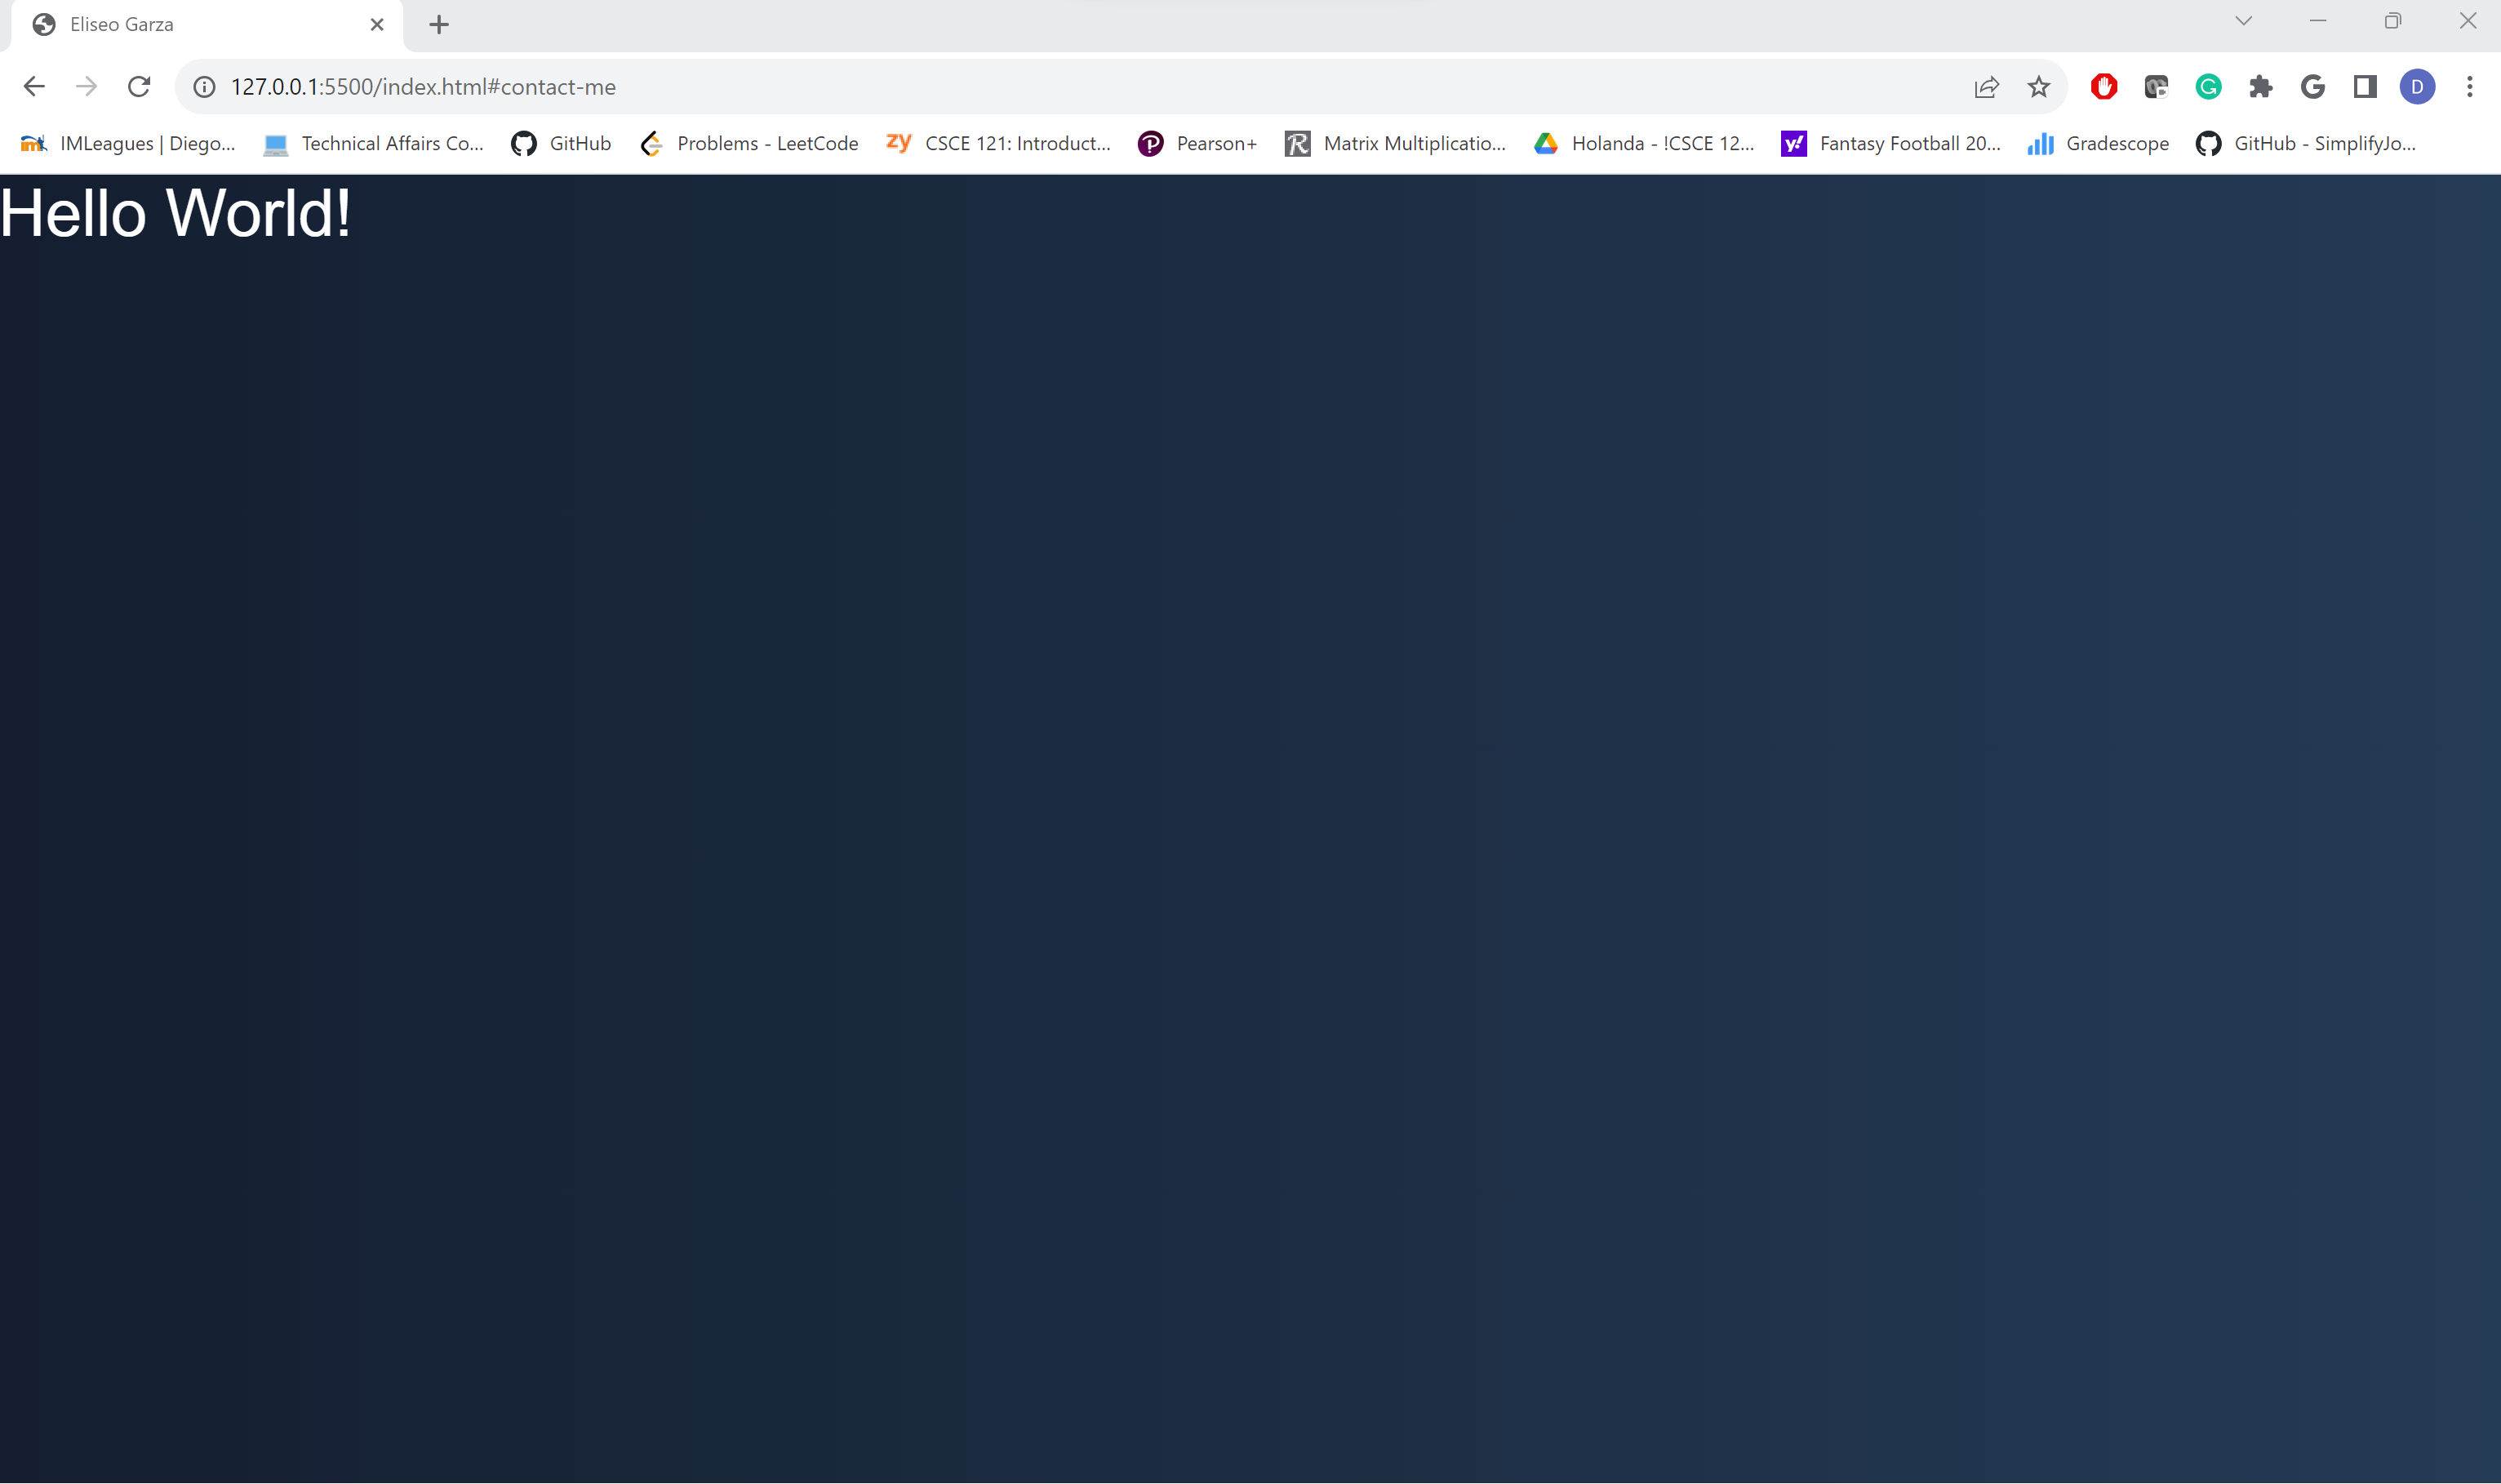 Eliseo Garza
127.0.0.1:5500/index.html#contact-me
D
IMLeagues | Diego... Technical Affairs Co... GitHub Problems - LeetCode zy CSCE 121: Introduct... Pearson+ R Matrix Multiplicatio... Holanda - !CSCE 12... y! Fantasy Football 20... Gradescope GitHub - SimplifyJo...
Hello World!